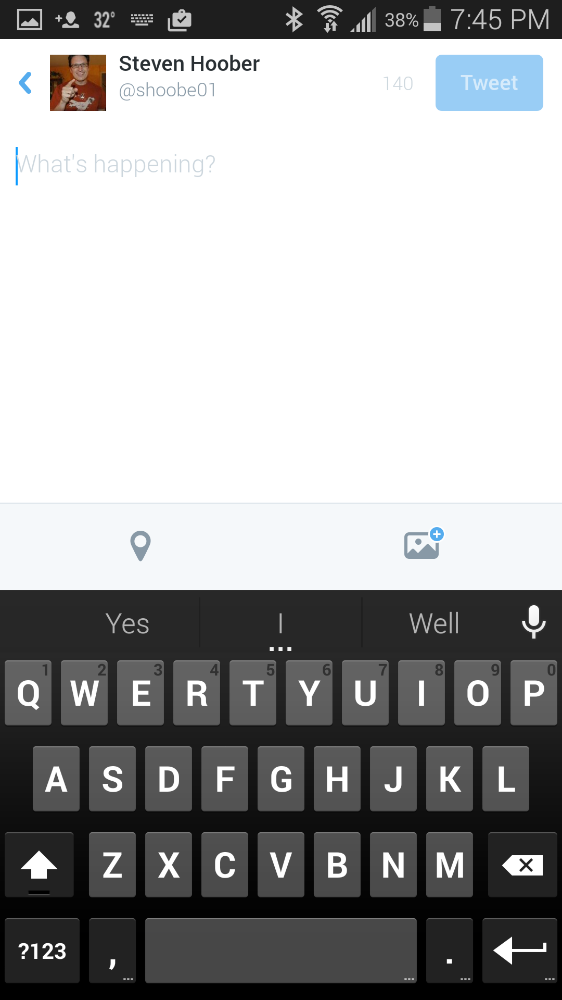 32° 38% 7:45 PM
Steven Hoober
@shoobe01
140
Tweet
What's happening?
Yes I Well
...
1 2 3 4 5 6 7 8 9 0
Q W E R T Y U I O P
A S D F G H J K L
Z X C V B N M
?123 , .
... ... ... ...